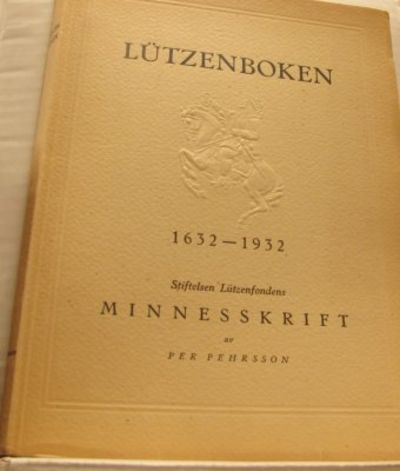 LÜTZENBOKEN
1632—1932
Stiftelsen Lützenfondens
MINNESSKRIFT
av
PER PEHRSSON